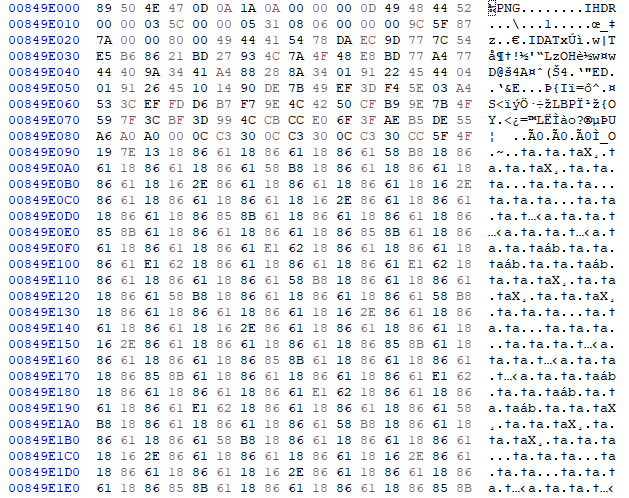 00849E000 89 50 4E 47 0D 0A 1A 0A 00 00 00 0D 49 48 44 52 ‰PNG........IHDR
00849E010 00 00 03 5C 00 00 05 31 08 06 00 00 00 9C 5F 87 ...\...1.....œ_‡
00849E020 7A 00 00 80 00 49 44 41 54 78 DA EC 9D 77 7C 54 z..€.IDATxÚì.w|T
00849E030 E5 B6 86 21 BD 27 93 4C 7A 4F 48 E8 BD 77 A4 77 å¶†!½'“LzOHè½w¤w
00849E040 44 40 9A 34 41 A4 88 28 8A 34 01 91 22 45 44 04 D@š4A¤ˆ(Š4.‘"ED.
00849E050 01 91 26 45 10 14 90 DE 7B 49 EF 3D F4 5E 03 A4 .‘&E...Þ{Iï=ô^.¤
00849E060 53 3C EF FD D6 B7 F7 9E 4C 42 50 CF B9 9E 7B 4F S<ïýÖ·÷žLBPÏ¹ž{O
00849E070 59 7F 3C BF 3D 99 4C CB CC E0 6F 3F AE B5 DE 55 Y.<¿=™LËÌào?®µÞU
00849E080 A6 A0 A0 00 0C C3 30 0C C3 30 0C C3 30 CC 5F 4F ¦  ..Ã0.Ã0.Ã0Ì_O
00849E090 19 7E 13 18 86 61 18 86 61 18 86 61 58 B8 18 86 .~..†a.†a.†aX¸.†
00849E0A0 61 18 86 61 18 86 61 58 B8 18 86 61 18 86 61 18 a.†a.†aX¸.†a.†a.
00849E0B0 86 61 18 16 2E 86 61 18 86 61 18 86 61 18 16 2E †a...†a.†a.†a...
00849E0C0 86 61 18 86 61 18 86 61 18 16 2E 86 61 18 86 61 †a.†a.†a...†a.†a
00849E0D0 18 86 61 18 86 85 8B 61 18 86 61 18 86 61 18 86 .†a.†…‹a.†a.†a.†
00849E0E0 85 8B 61 18 86 61 18 86 61 18 86 85 8B 61 18 86 …‹a.†a.†a.†…‹a.†
00849E0F0 61 18 86 61 18 86 61 E1 62 18 86 61 18 86 61 18 a.†a.†aáb.†a.†a.
00849E100 86 61 E1 62 18 86 61 18 86 61 18 86 61 E1 62 18 †aáb.†a.†a.†aáb.
00849E110 86 61 18 86 61 18 86 61 58 B8 18 86 61 18 86 61 †a.†a.†aX¸.†a.†a
00849E120 18 86 61 58 B8 18 86 61 18 86 61 18 86 61 58 B8 .†aX¸.†a.†a.†aX¸
00849E130 18 86 61 18 86 61 18 86 61 18 16 2E 86 61 18 86 .†a.†a.†a...†a.†
00849E140 61 18 86 61 18 16 2E 86 61 18 86 61 18 86 61 18 a.†a...†a.†a.†a.
00849E150 16 2E 86 61 18 86 61 18 86 61 18 86 85 8B 61 18 ..†a.†a.†a.†…‹a.
00849E160 86 61 18 86 61 18 86 85 8B 61 18 86 61 18 86 61 †a.†a.†…‹a.†a.†a
00849E170 18 86 85 8B 61 18 86 61 18 86 61 18 86 61 E1 62 .†…‹a.†a.†a.†aáb
00849E180 18 86 61 18 86 61 18 86 61 E1 62 18 86 61 18 86 .†a.†a.†aáb.†a.†
00849E190 61 18 86 61 E1 62 18 86 61 18 86 61 18 86 61 58 a.†aáb.†a.†a.†aX
00849E1A0 B8 18 86 61 18 86 61 18 86 61 58 B8 18 86 61 18 ¸.†a.†a.†aX¸.†a.
00849E1B0 86 61 18 86 61 58 B8 18 86 61 18 86 61 18 86 61 †a.†aX¸.†a.†a.†a
00849E1C0 18 16 2E 86 61 18 86 61 18 86 61 18 16 2E 86 61 ...†a.†a.†a...†a
00849E1D0 18 86 61 18 86 61 18 16 2E 86 61 18 86 61 18 86 .†a.†a...†a.†a.†
00849E1E0 61 18 86 85 8B 61 18 86 61 18 86 61 18 86 85 8B a.†…‹a.†a.†a.†…‹